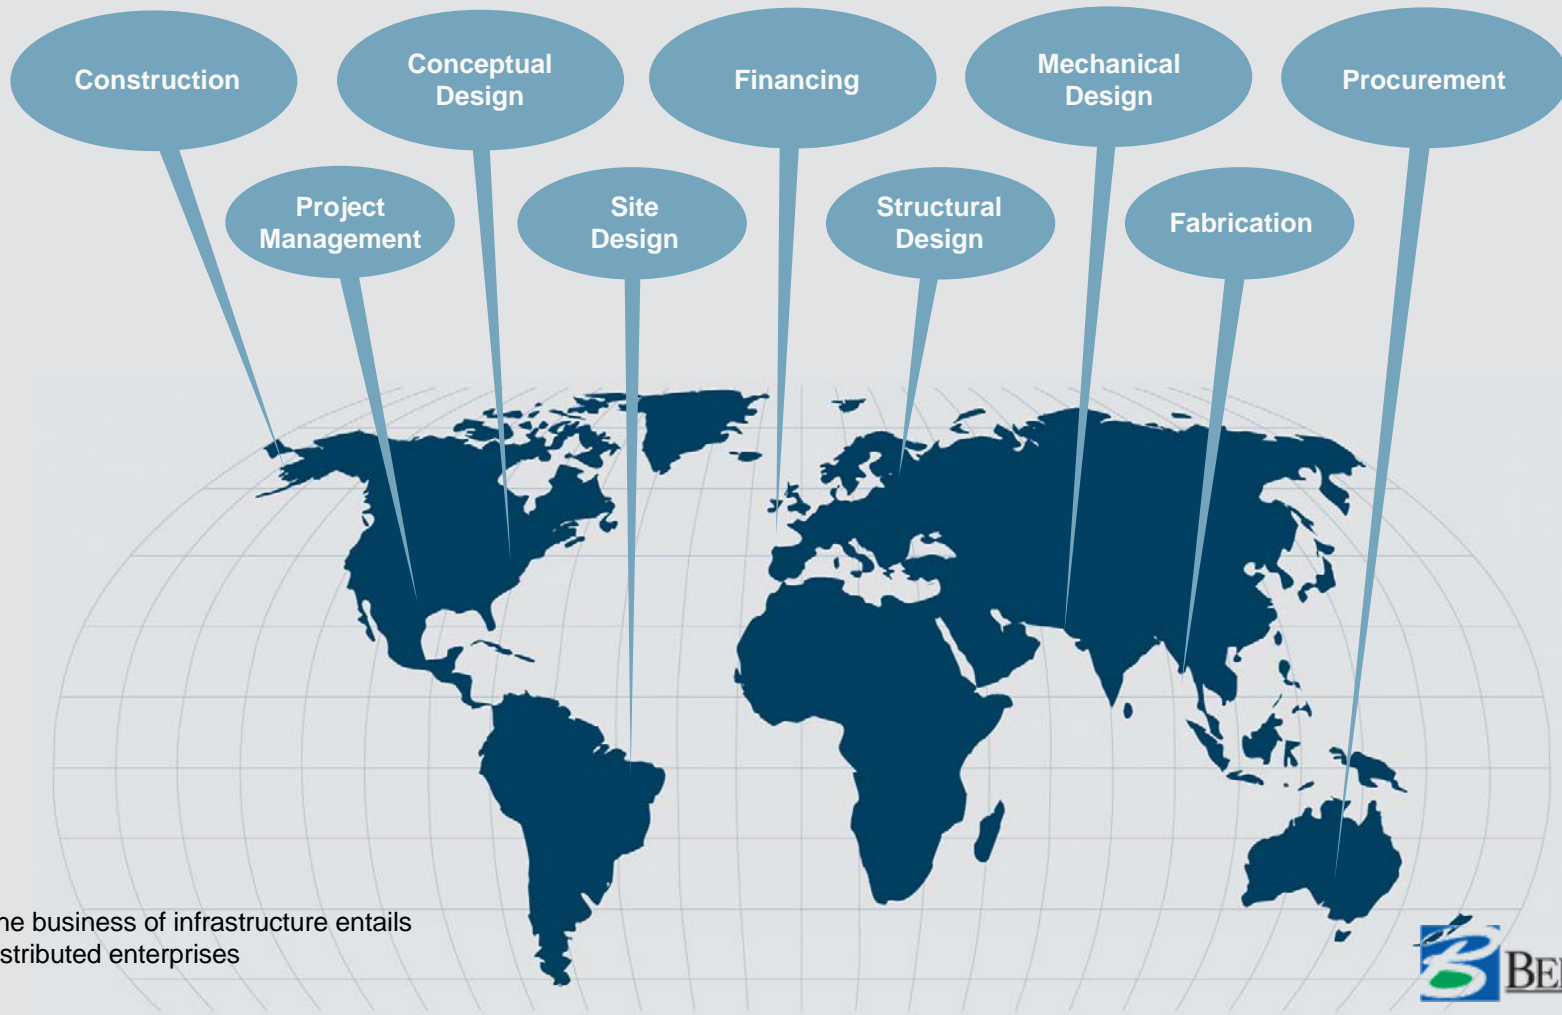 Construction
Conceptual
Design
Financing
Mechanical
Design
Procurement
Project
Management
Site
Design
Structural
Design
Fabrication
he business of infrastructure entails
stributed enterprises
BE